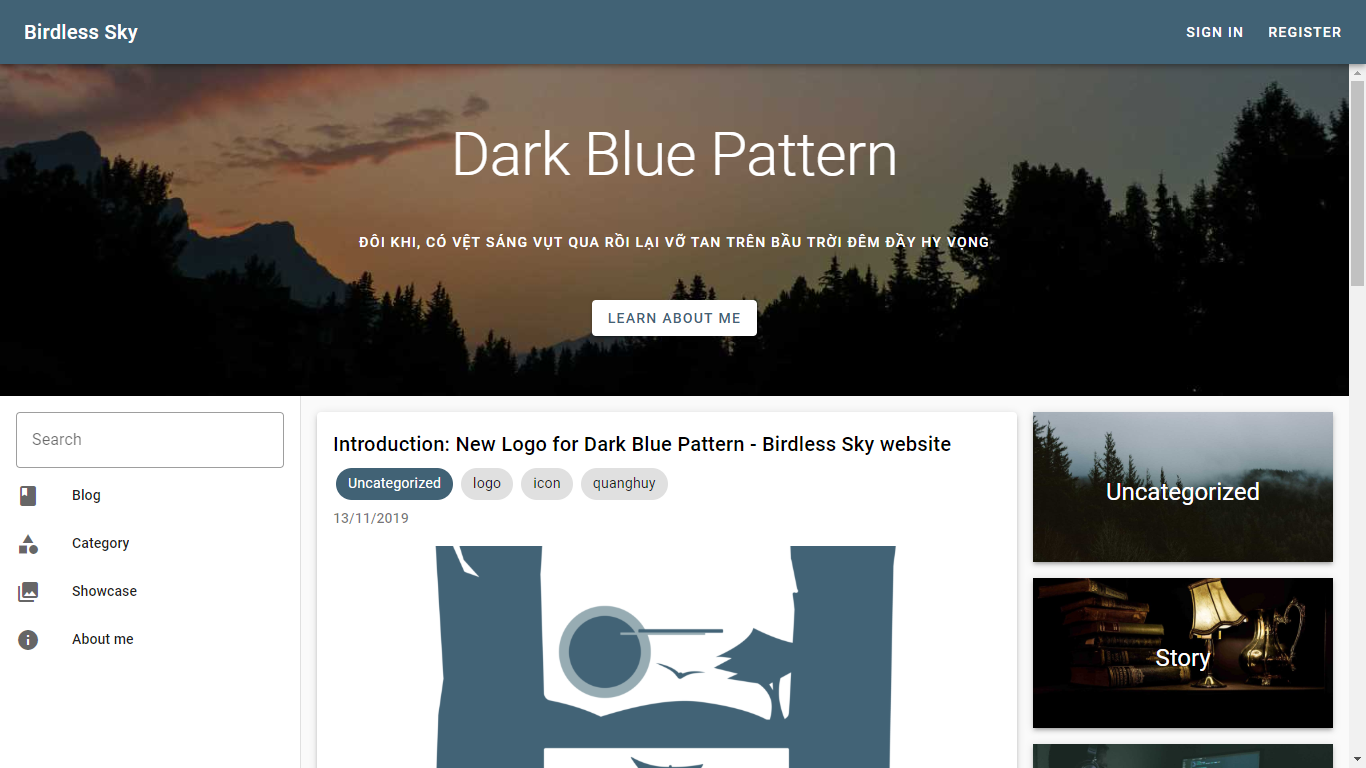 Birdless Sky
SIGN IN
REGISTER
Dark Blue Pattern
ĐÔI KHI, CÓ VỆT SÁNG VỤT QUA RỒI LẠI VỠ TAN TRÊN BẦU TRỜI ĐÊM ĐẦY HY VỌNG
LEARN ABOUT ME
Search
Blog
Category
Showcase
About me
Introduction: New Logo for Dark Blue Pattern - Birdless Sky website
Uncategorized
logo
icon
quanghuy
13/11/2019
Uncategorized
Story